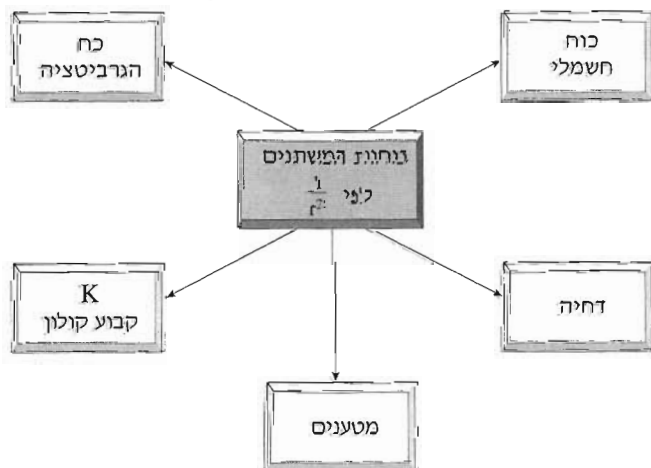 כח
הגרביטציה
כוח
חשמלי
כוחות המשתנים
לפי 1/r²
K
קבוע קולון
דחיה
מטענים